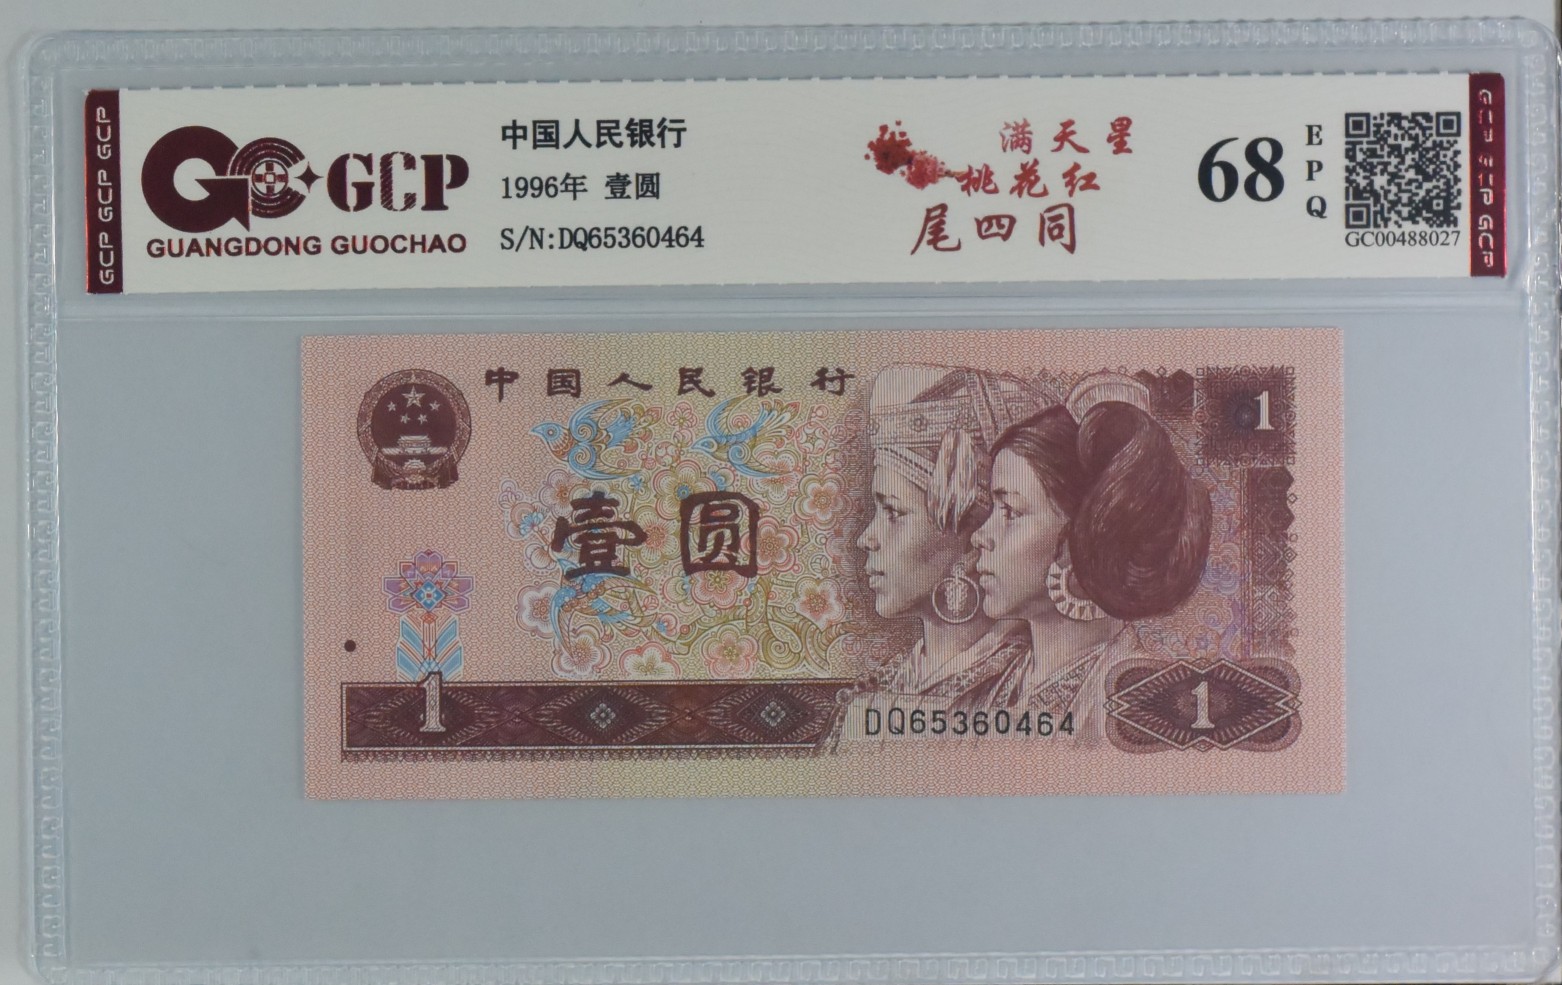 GCP GCP GCP
GCP
GUANGDONG GUOCHAO
中国人民银行
1996年 壹圆
S/N:DQ65360464
满天星
桃花红
尾四同
68
EPQ
GC00488027
GCP GCP GCP
中国人民银行
1
壹圆
1
DQ65360464
1